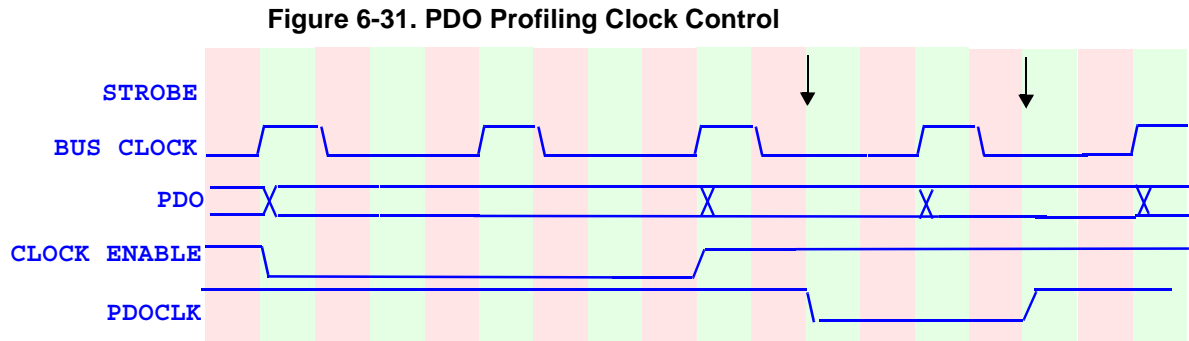 Figure 6-31. PDO Profiling Clock Control
STROBE
BUS CLOCK
PDO
CLOCK ENABLE
PDOCLK